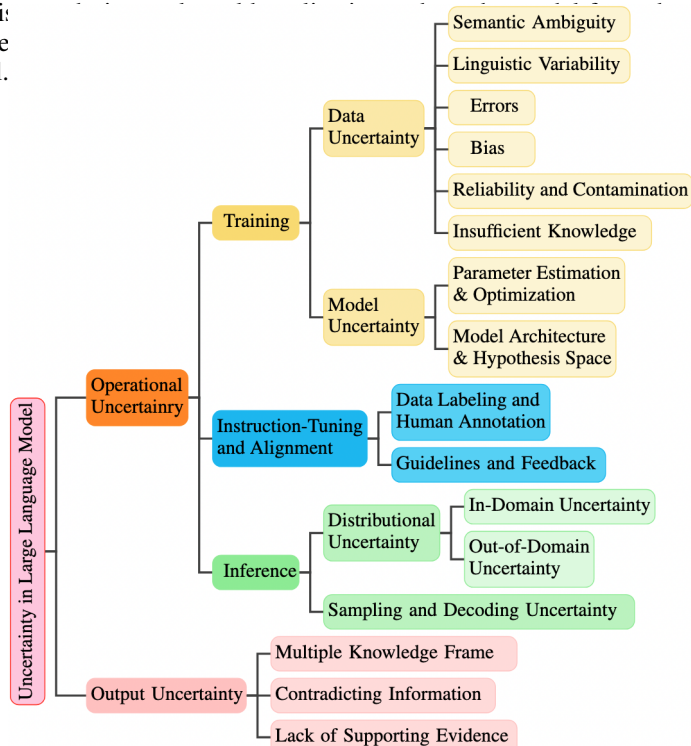 is
e
l.
Semantic Ambiguity
Linguistic Variability
Data
Uncertainty
Errors
Bias
Reliability and Contamination
Insufficient Knowledge
Training
Model
Uncertainty
Parameter Estimation
& Optimization
Model Architecture
& Hypothesis Space
Operational
Uncertainry
Instruction-Tuning
and Alignment
Data Labeling and
Human Annotation
Guidelines and Feedback
Uncertainty in Large Language Model
Inference
Distributional
Uncertainty
In-Domain Uncertainty
Out-of-Domain
Uncertainty
Sampling and Decoding Uncertainty
Output Uncertainty
Multiple Knowledge Frame
Contradicting Information
Lack of Supporting Evidence